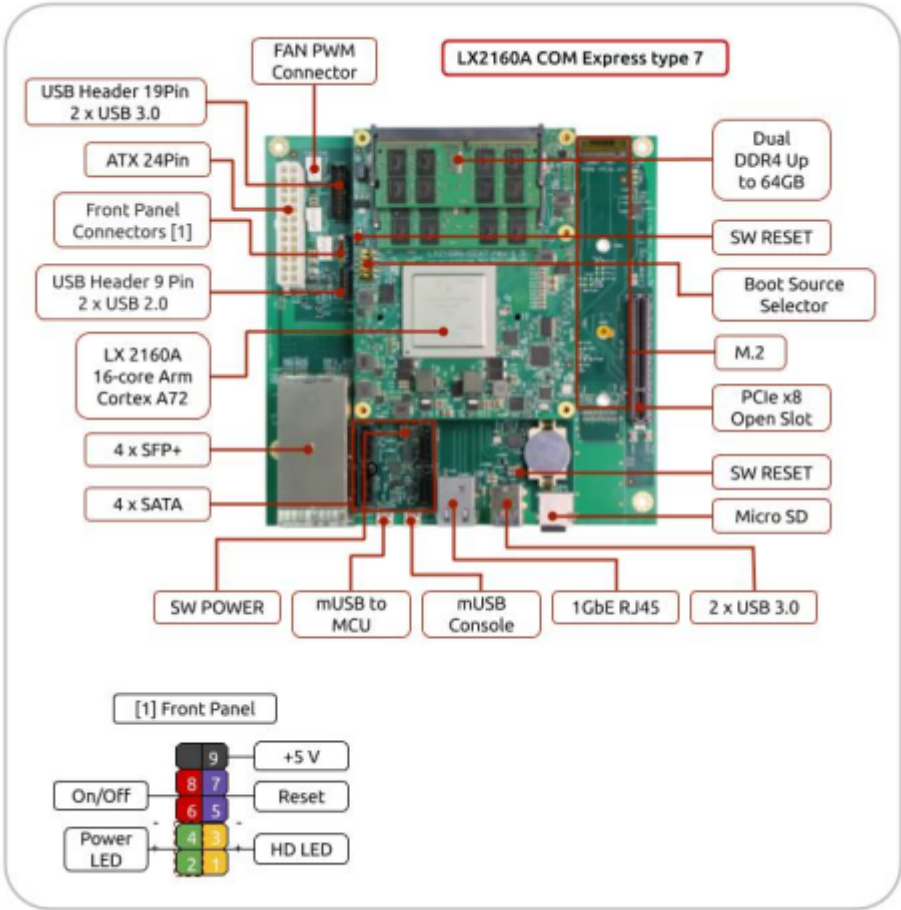 LX2160A COM Express type 7
FAN PWM
Connector
USB Header 19Pin
2 x USB 3.0
ATX 24Pin
Front Panel
Connectors [1]
USB Header 9 Pin
2 x USB 2.0
LX 2160A
16-core Arm
Cortex A72
4 x SFP+
4 x SATA
Dual
DDR4 Up
to 64GB
SW RESET
Boot Source
Selector
M.2
PCIe x8
Open Slot
SW RESET
Micro SD
SW POWER
mUSB to
MCU
mUSB
Console
1GbE RJ45
2 x USB 3.0
[1] Front Panel
9
+5 V
8 7
On/Off
Reset
6 5
- -
4 3
Power
LED
+ +
HD LED
2 1